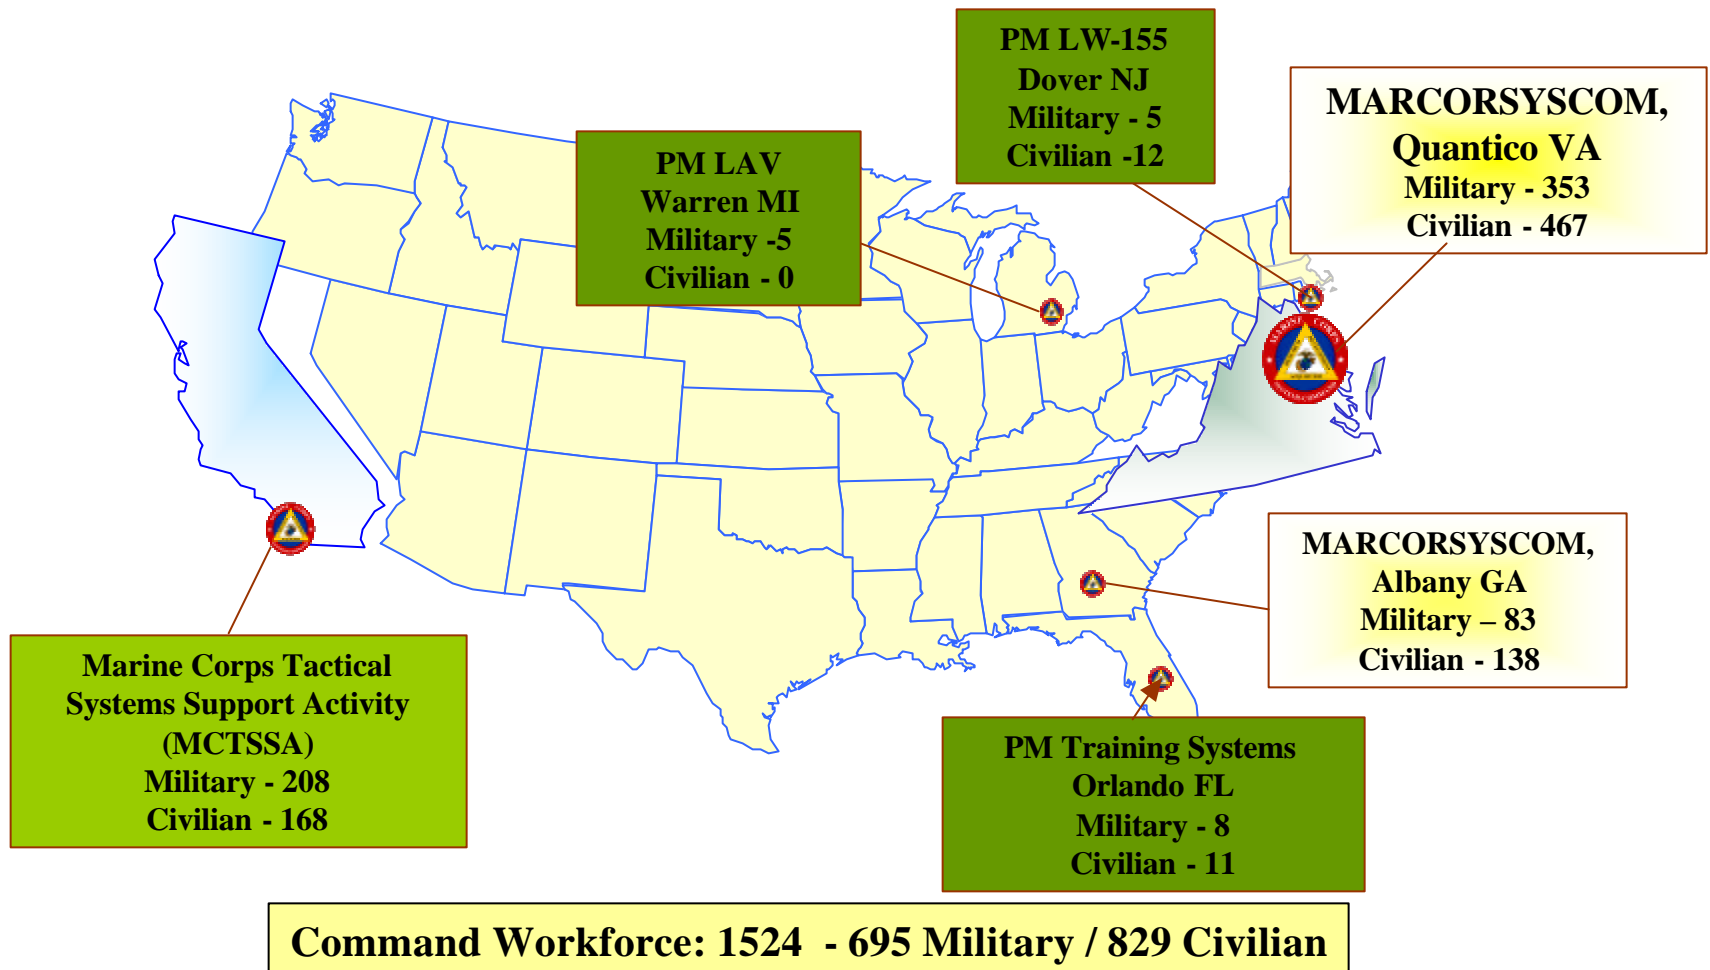 PM LW-155
Dover NJ
Military - 5
Civilian -12
MARCORSYSCOM,
Quantico VA
Military - 353
Civilian - 467
PM LAV
Warren MI
Military -5
Civilian - 0
MARCORSYSCOM,
Albany GA
Military – 83
Civilian - 138
Marine Corps Tactical
Systems Support Activity
(MCTSSA)
Military - 208
Civilian - 168
PM Training Systems
Orlando FL
Military - 8
Civilian - 11
Command Workforce: 1524 - 695 Military / 829 Civilian